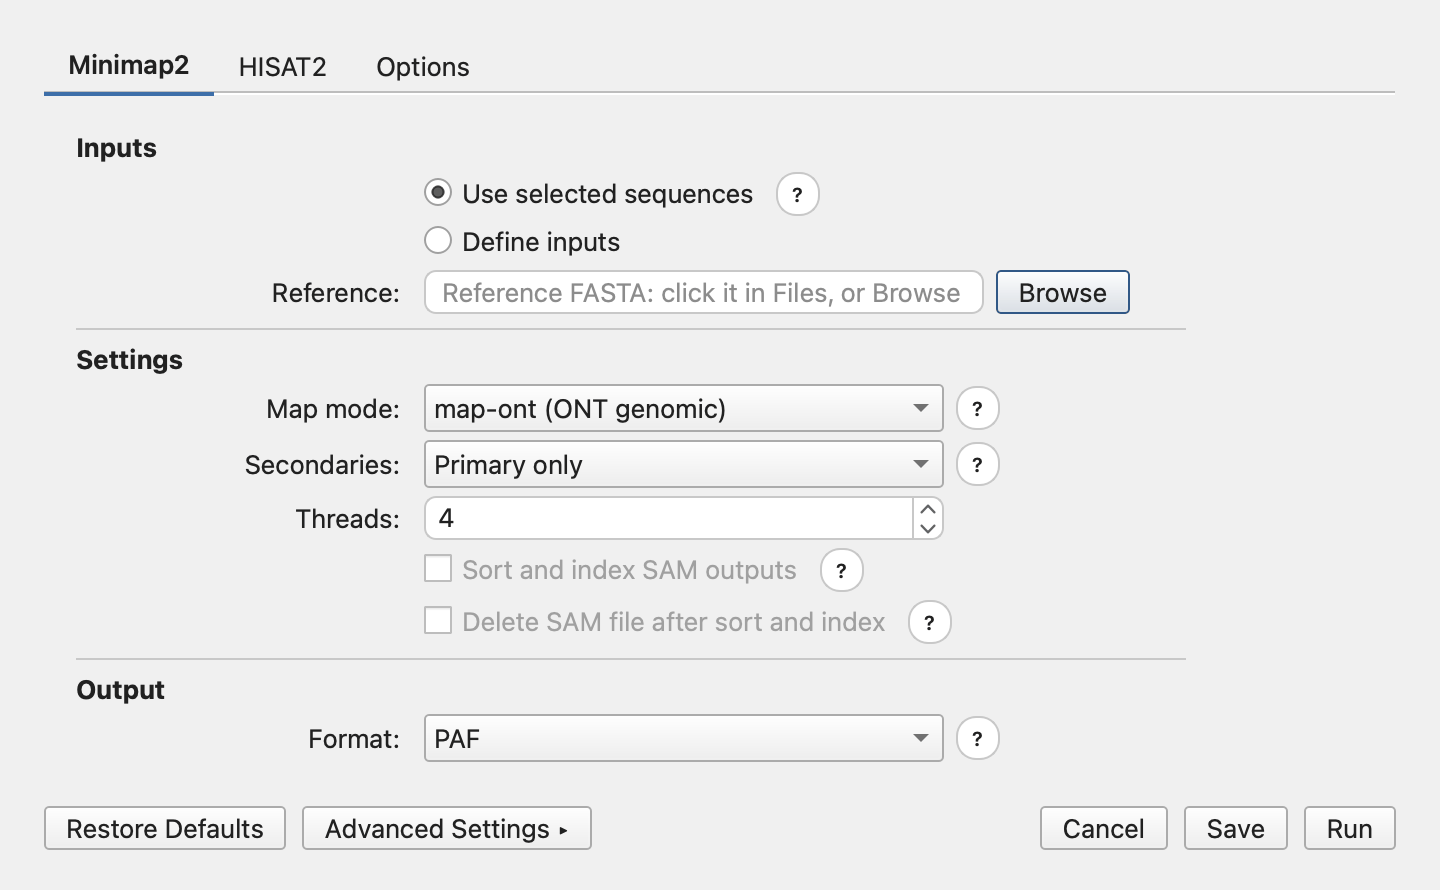 Minimap2 HISAT2 Options
Inputs
Use selected sequences ?
Define inputs
Reference: Reference FASTA: click it in Files, or Browse Browse
Settings
Map mode: map-ont (ONT genomic) ?
Secondaries: Primary only ?
Threads: 4
Sort and index SAM outputs ?
Delete SAM file after sort and index ?
Output
Format: PAF ?
Restore Defaults Advanced Settings ▸ Cancel Save Run